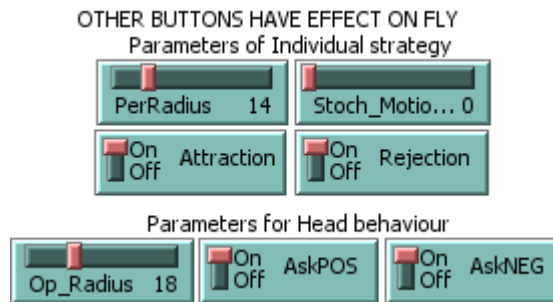 OTHER BUTTONS HAVE EFFECT ON FLY
Parameters of Individual strategy
PerRadius 14
Stoch_Motio... 0
On
Off
Attraction
On
Off
Rejection
Parameters for Head behaviour
Op_Radius 18
On
Off
AskPOS
On
Off
AskNEG